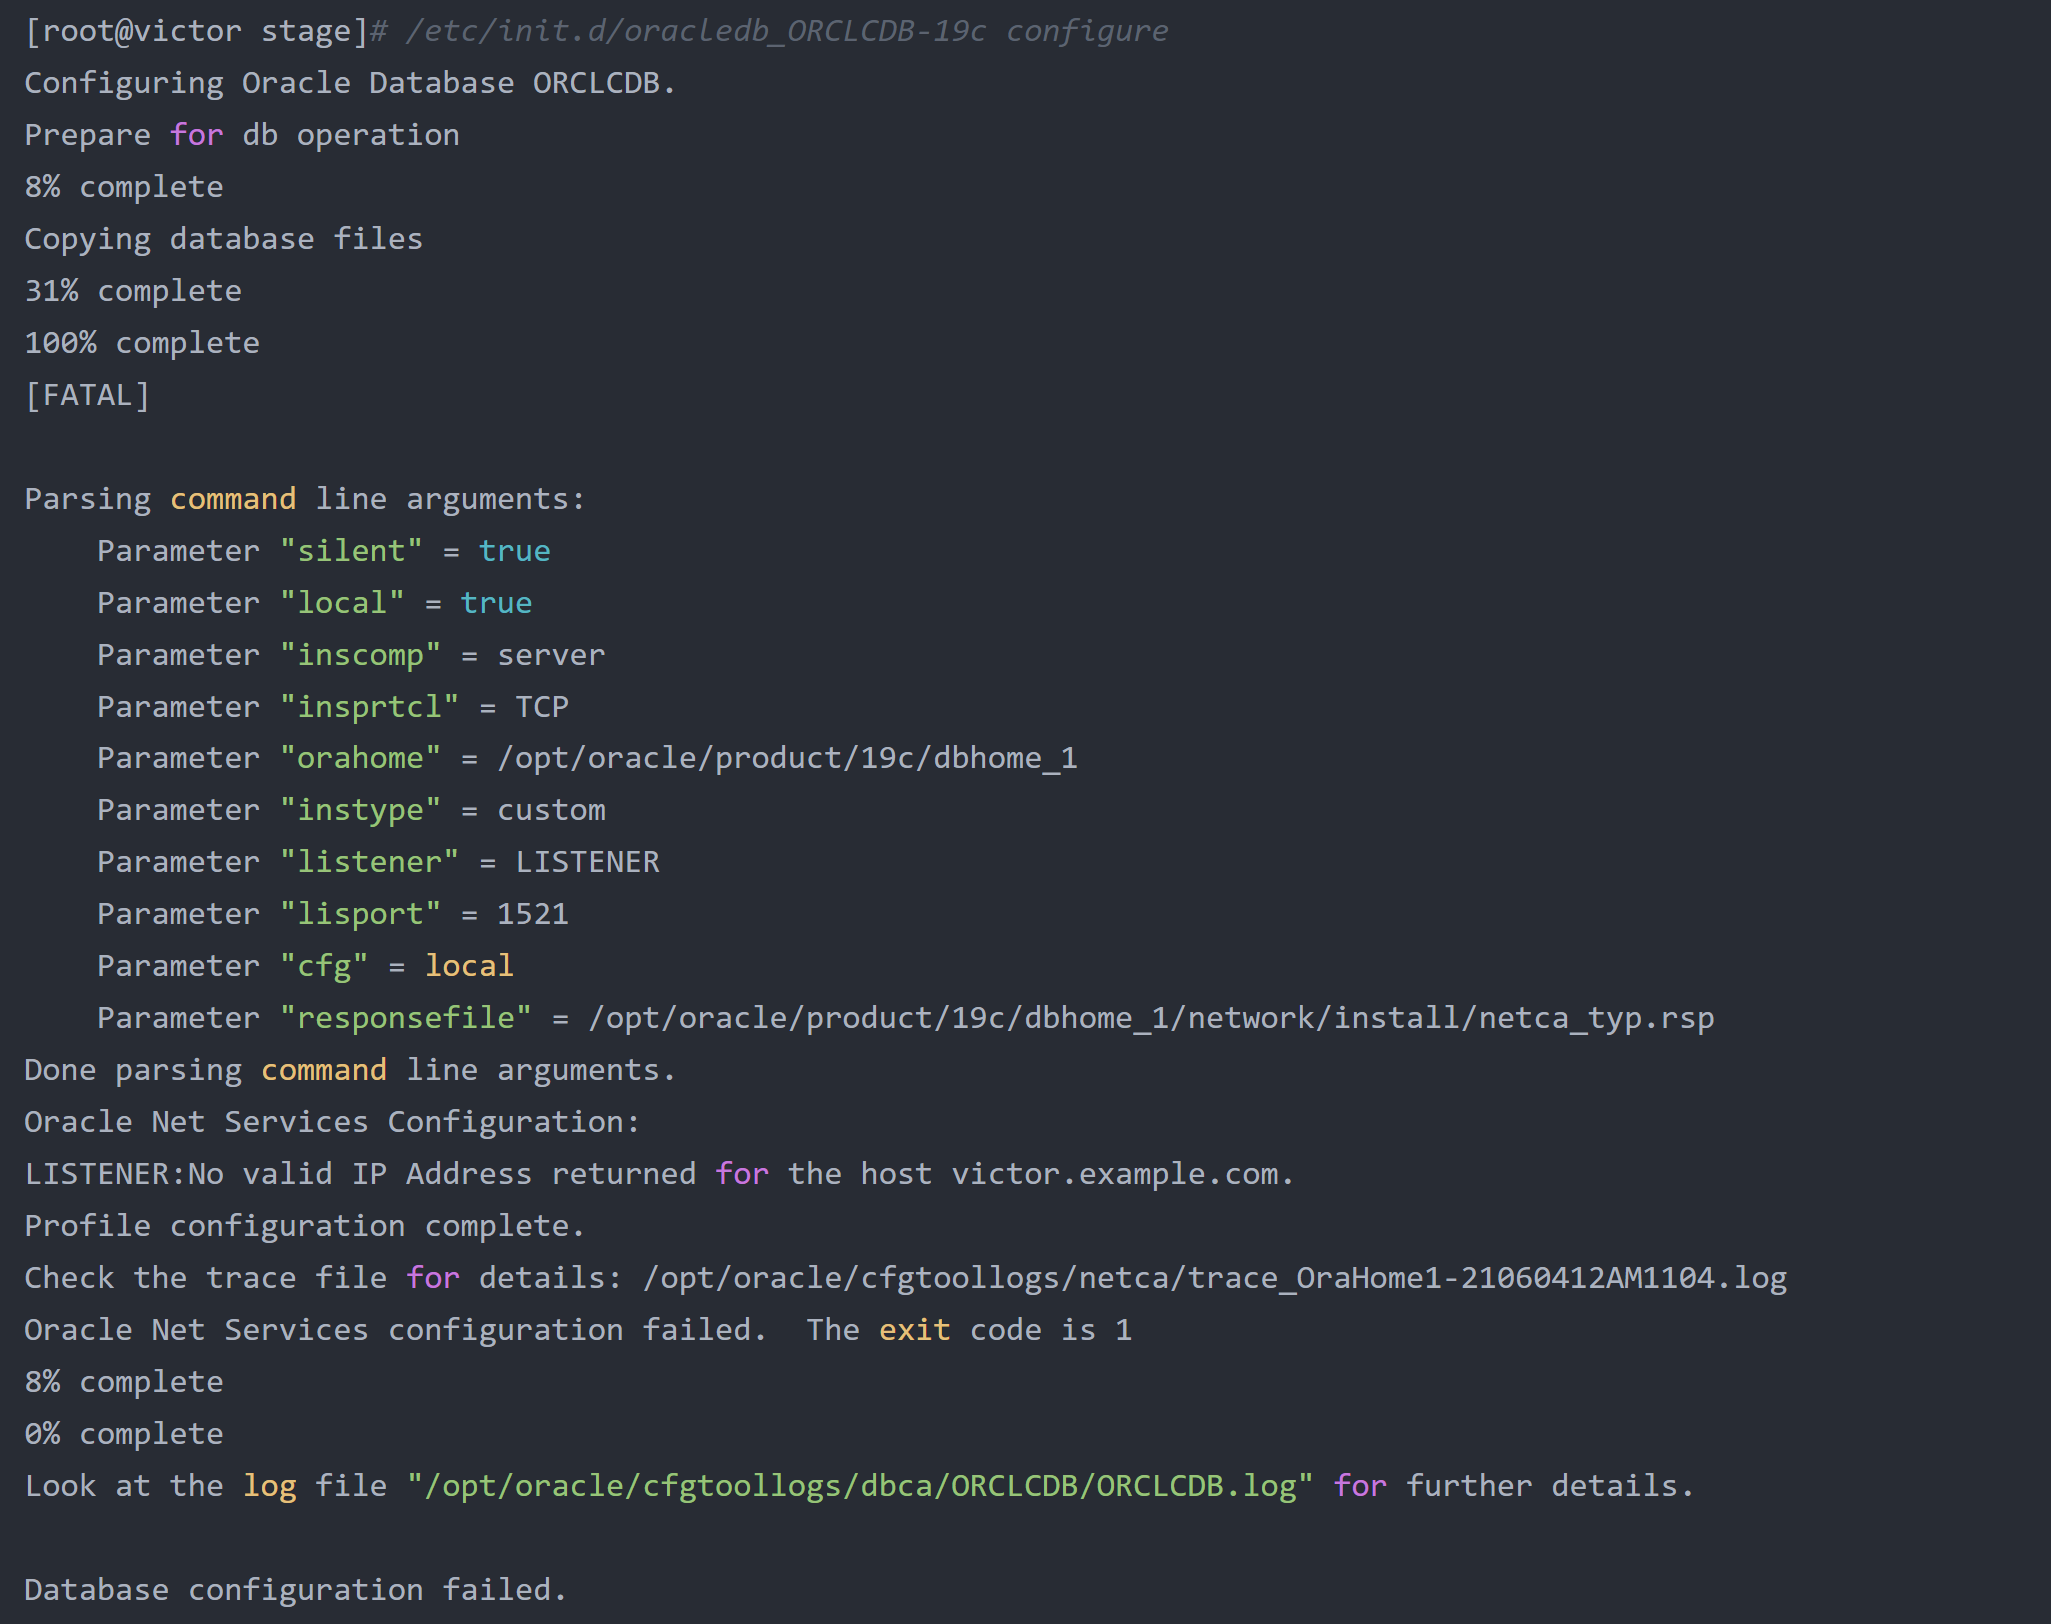 [root@victor stage]# /etc/init.d/oracledb_ORCLCDB-19c configure
Configuring Oracle Database ORCLCDB.
Prepare for db operation
8% complete
Copying database files
31% complete
100% complete
[FATAL]
Parsing command line arguments:
    Parameter "silent" = true
    Parameter "local" = true
    Parameter "inscomp" = server
    Parameter "insprtcl" = TCP
    Parameter "orahome" = /opt/oracle/product/19c/dbhome_1
    Parameter "instype" = custom
    Parameter "listener" = LISTENER
    Parameter "lisport" = 1521
    Parameter "cfg" = local
    Parameter "responsefile" = /opt/oracle/product/19c/dbhome_1/network/install/netca_typ.rsp
Done parsing command line arguments.
Oracle Net Services Configuration:
LISTENER:No valid IP Address returned for the host victor.example.com.
Profile configuration complete.
Check the trace file for details: /opt/oracle/cfgtoollogs/netca/trace_OraHome1-21060412AM1104.log
Oracle Net Services configuration failed.  The exit code is 1
8% complete
0% complete
Look at the log file "/opt/oracle/cfgtoollogs/dbca/ORCLCDB/ORCLCDB.log" for further details.
Database configuration failed.